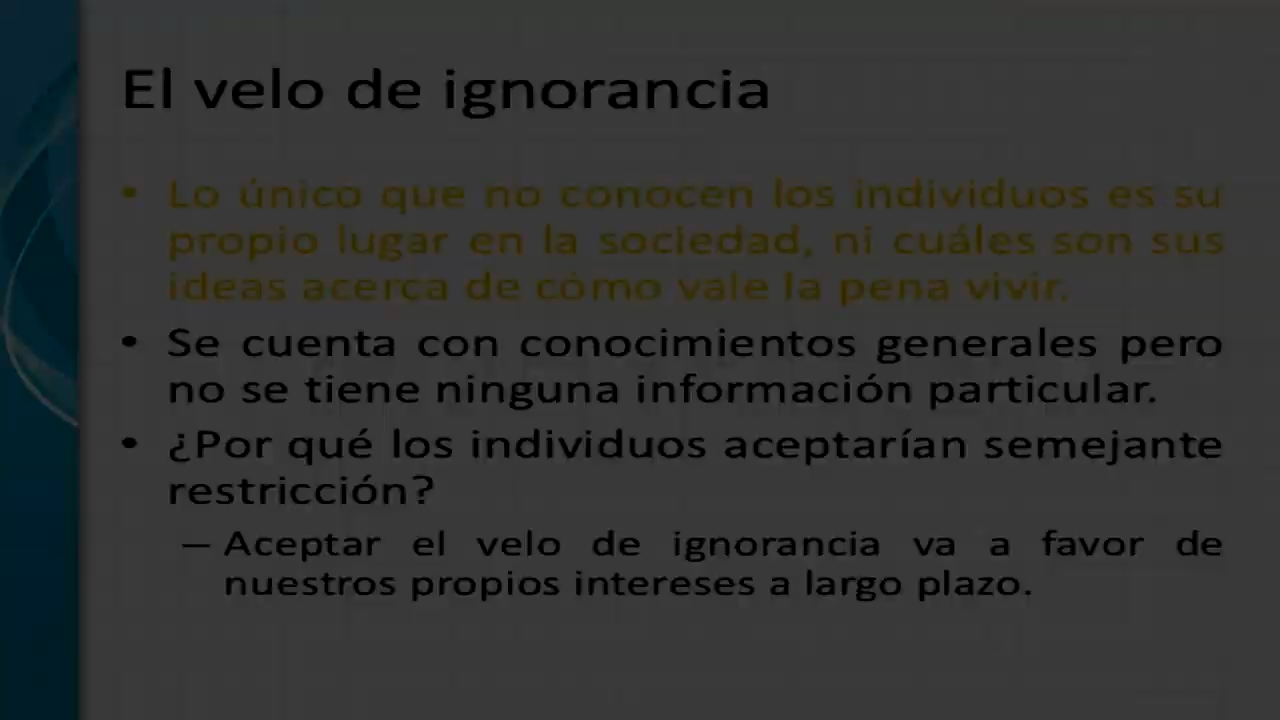 El velo de ignorancia
• Lo único que no conocen los individuos es su
propio lugar en la sociedad, ni cuáles son sus
ideas acerca de cómo vale la pena vivir.
• Se cuenta con conocimientos generales pero
no se tiene ninguna información particular.
• ¿Por qué los individuos aceptarían semejante
restricción?
– Aceptar el velo de ignorancia va a favor de
nuestros propios intereses a largo plazo.